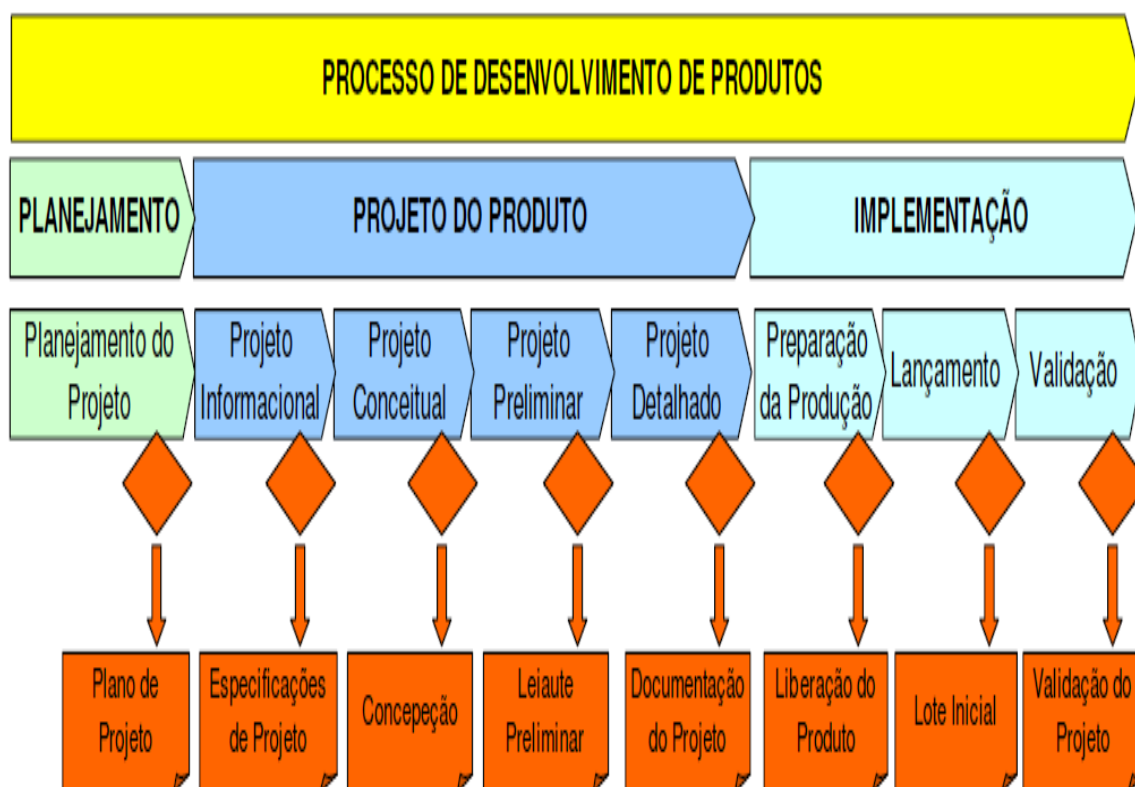 PROCESSO DE DESENVOLVIMENTO DE PRODUTOS
PLANEJAMENTO
PROJETO DO PRODUTO
IMPLEMENTAÇÃO
Planejamento do
Projeto
Projeto
Informacional
Projeto
Conceitual
Projeto
Preliminar
Projeto
Detalhado
Preparação
da Produção
Lançamento
Validação
Plano de
Projeto
Especificações
de Projeto
Concepeção
Leiaute
Preliminar
Documentação
do Projeto
Liberação do
Produto
Lote Inicial
Validação do
Projeto